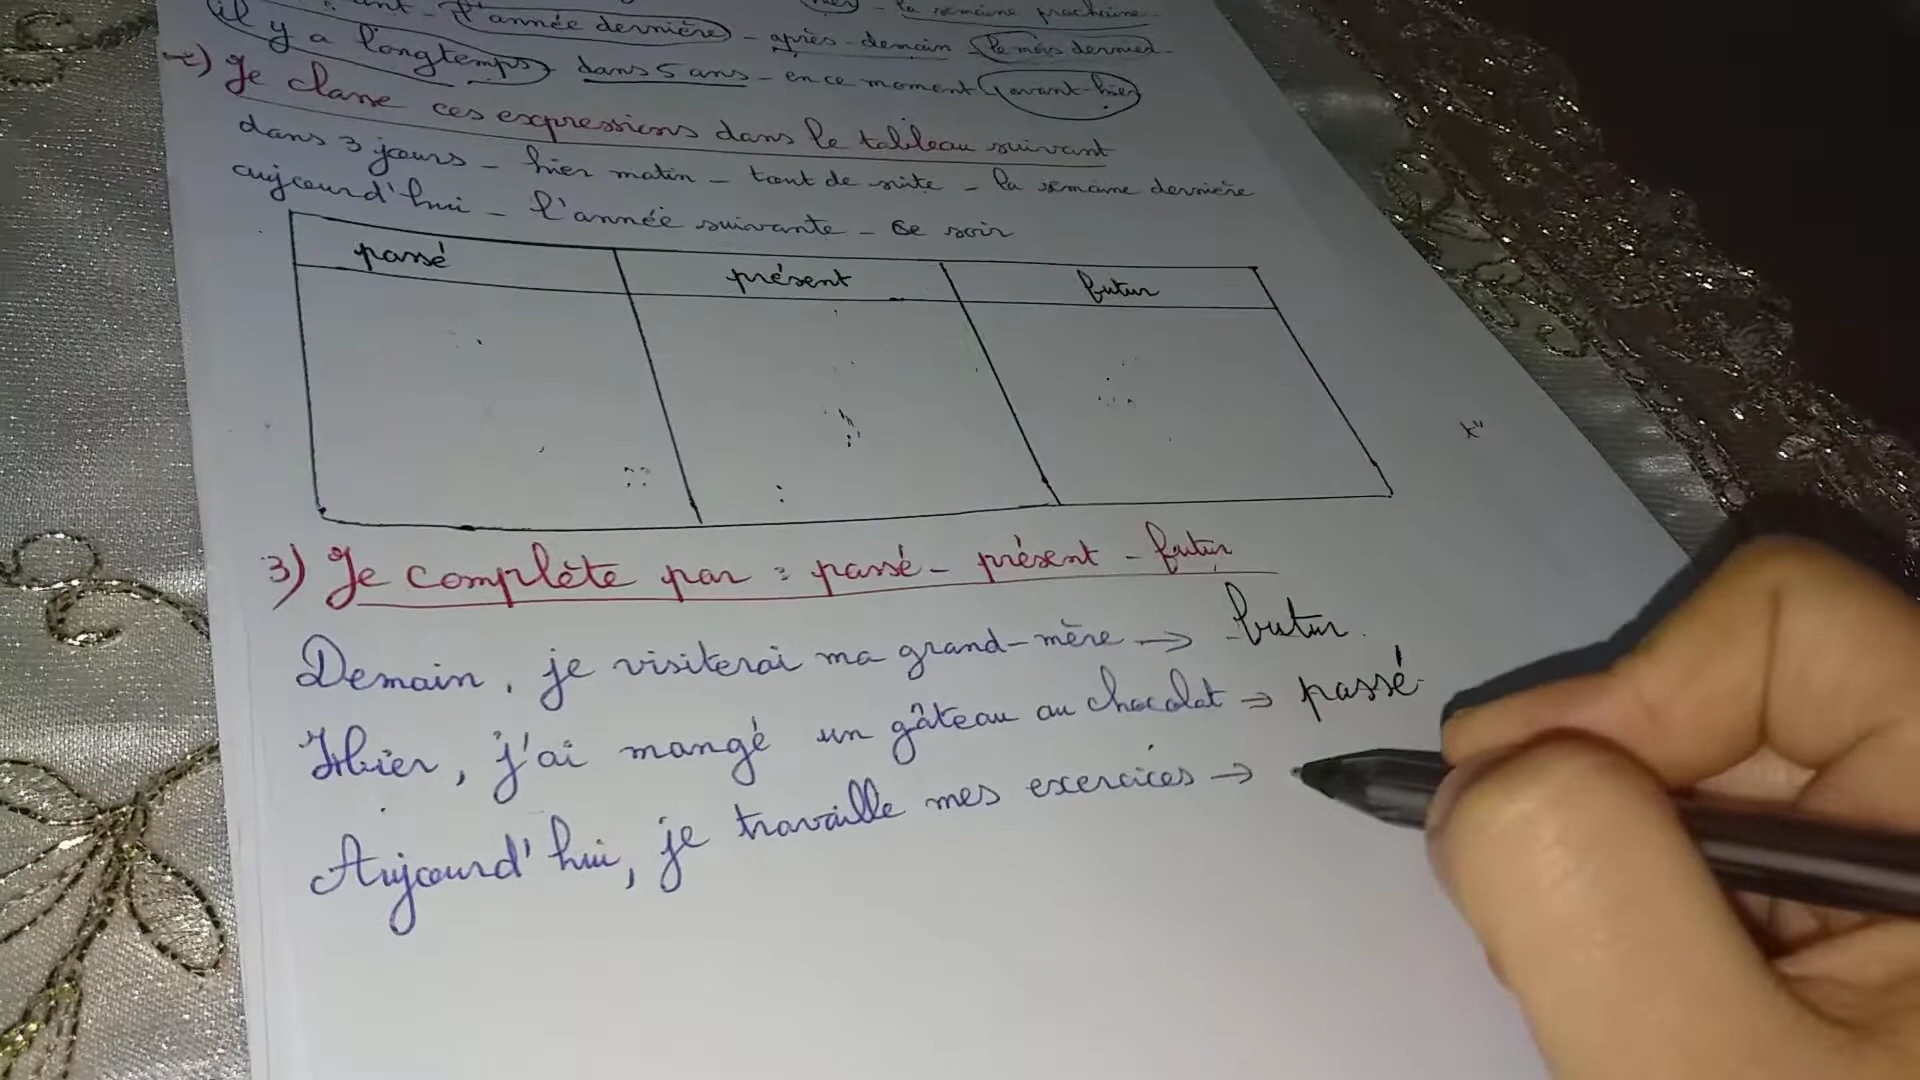 l'année dernière - après-demain - le mois dernier
la semaine prochaine
il y a longtemps - dans 5 ans - en ce moment - avant-hier
2) Je classe ces expressions dans le tableau suivant
dans 3 jours - hier matin - tout de suite - la semaine dernière
aujourd'hui - l'année suivante - ce soir
passé présent futur
3) Je complète par : passé - présent - futur
Demain, je visiterai ma grand-mère → futur.
Hier, j'ai mangé un gâteau au chocolat → passé
Aujourd'hui, je travaille mes exercices →